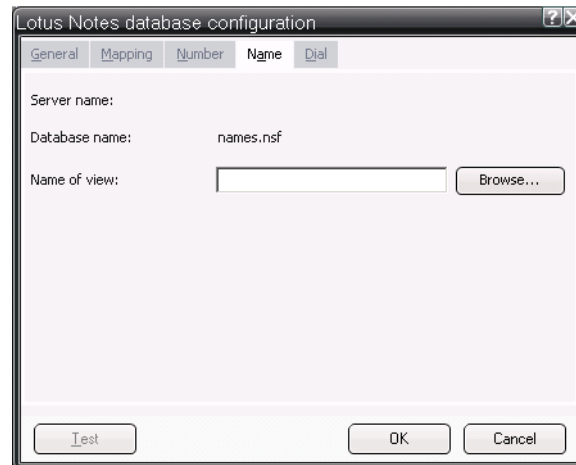 Lotus Notes database configuration
General Mapping Number Name Dial
Server name:
Database name: names.nsf
Name of view: Browse...
Test OK Cancel